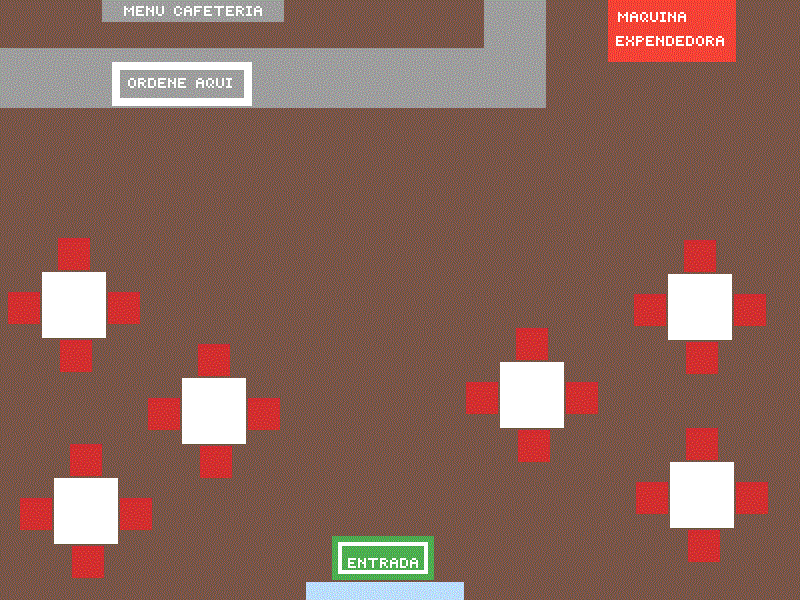 MENU CAFETERIA
MAQUINA
EXPENDEDORA
ORDENE AQUI
ENTRADA